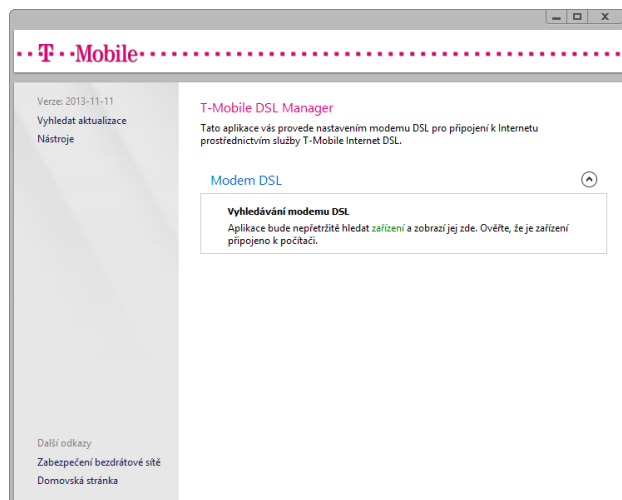 T··Mobile
Verze: 2013-11-11
Vyhledat aktualizace
Nástroje
T-Mobile DSL Manager
Tato aplikace vás provede nastavením modemu DSL pro připojení k Internetu
prostřednictvím služby T-Mobile Internet DSL.
Modem DSL
Vyhledávání modemu DSL
Aplikace bude nepřetržitě hledat zařízení a zobrazí jej zde. Ověřte, že je zařízení
připojeno k počítači.
Další odkazy
Zabezpečení bezdrátové sítě
Domovská stránka